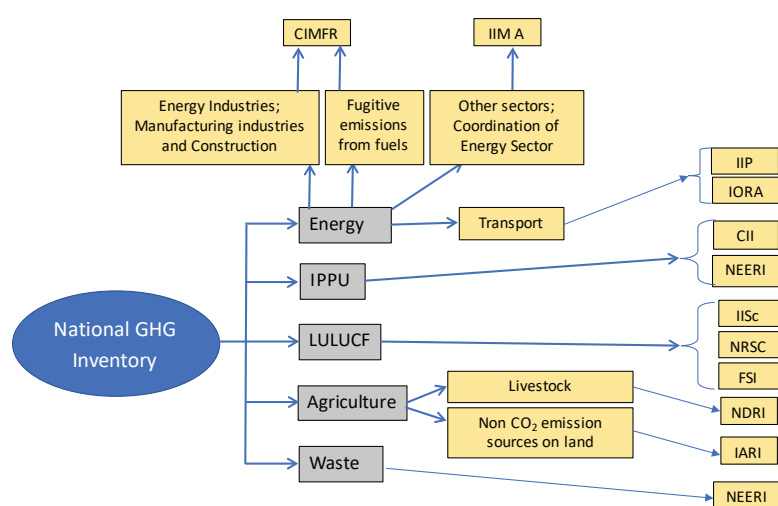 CIMFR
IIM A
Energy Industries;
Manufacturing industries
and Construction
Fugitive
emissions
from fuels
Other sectors;
Coordination of
Energy Sector
IIP
IORA
Energy
Transport
CII
NEERI
IPPU
National GHG
Inventory
LULUCF
IISc
NRSC
FSI
Agriculture
Livestock
NDRI
Non CO₂ emission
sources on land
IARI
Waste
NEERI